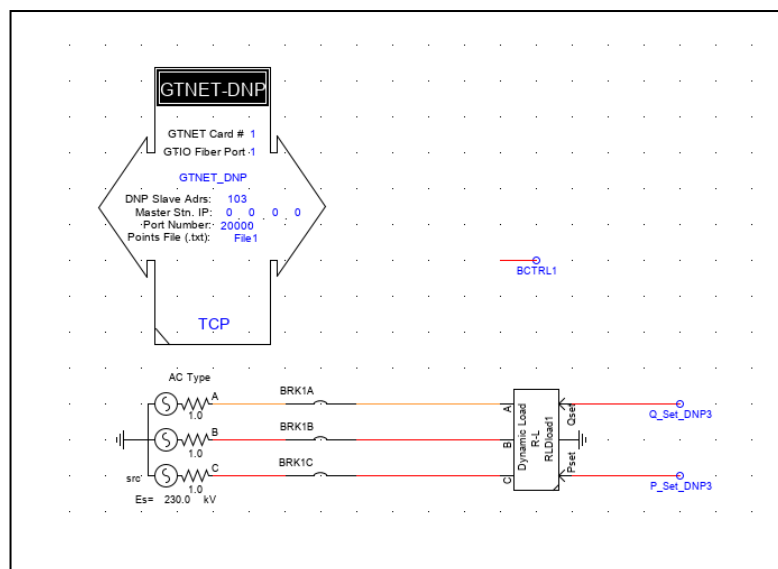 GTNET-DNP
GTNET Card # 1
GTIO Fiber Port 1
GTNET_DNP
DNP Slave Adrs: 103
Master Stn. IP: 0 0 0 0
Port Number: 20000
Points File (.txt): File1
TCP
BCTRL1
AC Type
A
1.0
B
1.0
C
1.0
src
Es= 230.0 kV
BRK1A
BRK1B
BRK1C
A
B
C
Dynamic Load
R-L
RLDload1
Qset
Pset
Q_Set_DNP3
P_Set_DNP3